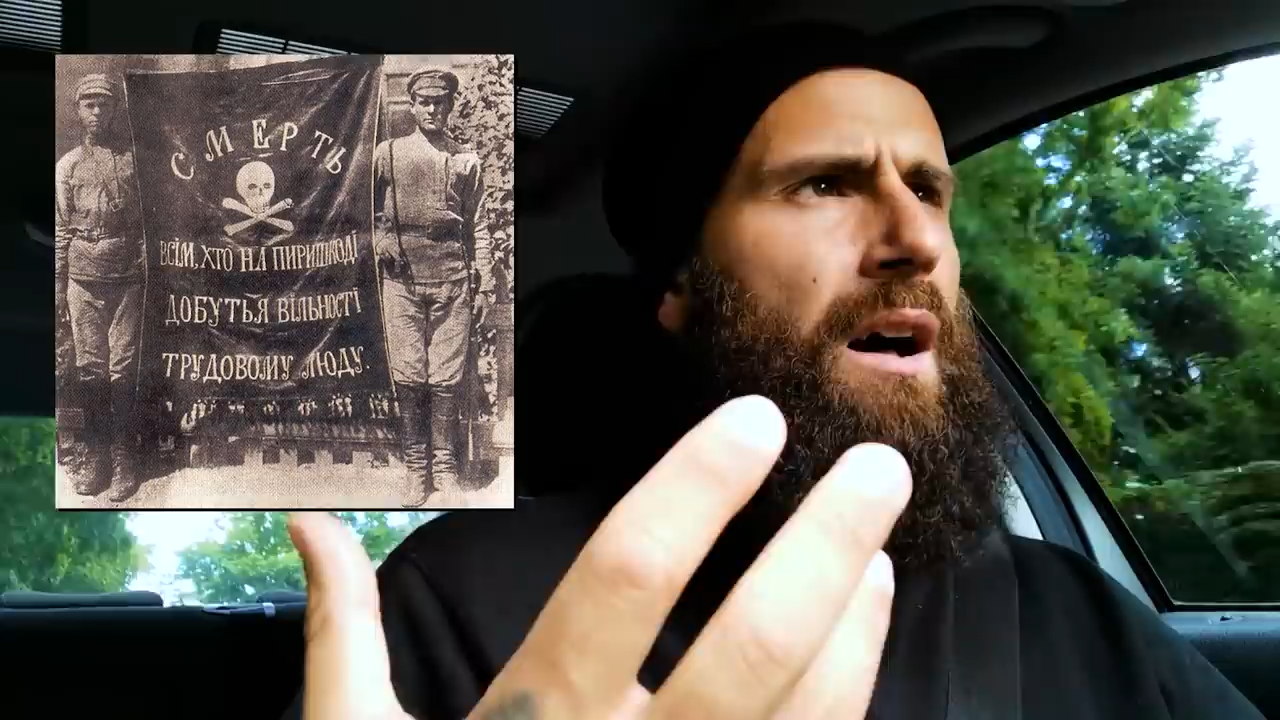 СМЕРТЬ
ВСІМ, ХТО НА ПИРИШКОДІ
ДОБУТЬЯ ВІЛЬНОСТІ
ТРУДОВОМУ ЛЮДУ.